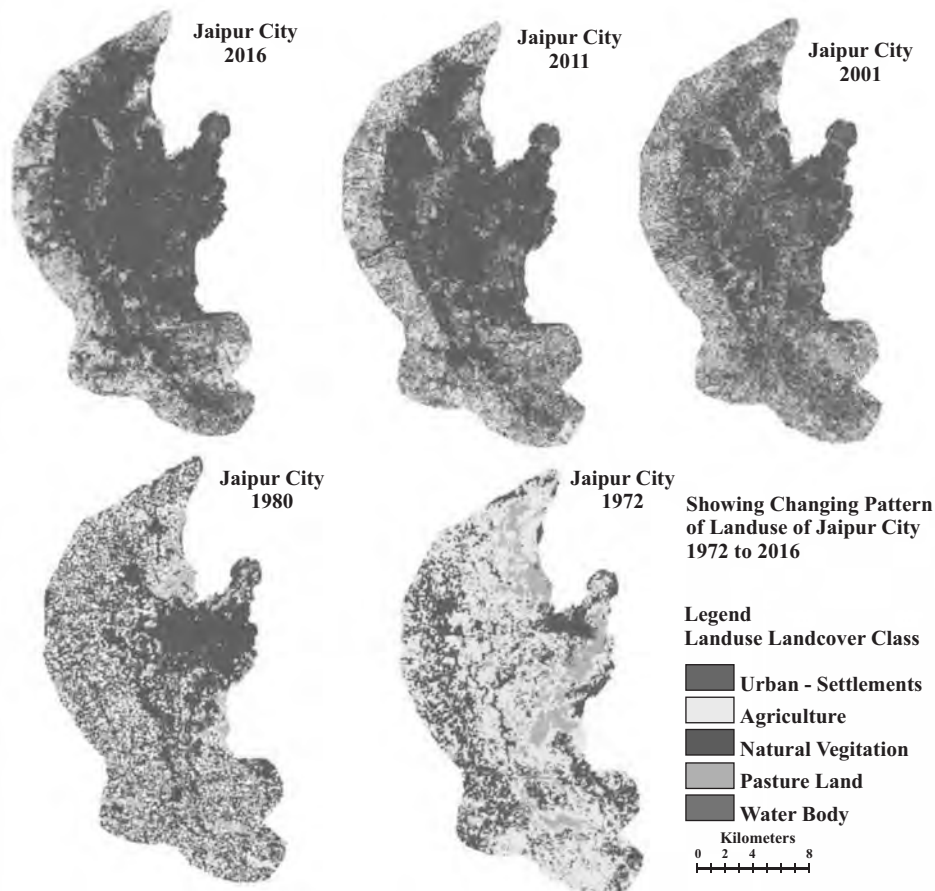 Jaipur City
2016
Jaipur City
2011
Jaipur City
2001
Jaipur City
1980
Jaipur City
1972
Showing Changing Pattern
of Landuse of Jaipur City
1972 to 2016
Legend
Landuse Landcover Class
Urban - Settlements
Agriculture
Natural Vegitation
Pasture Land
Water Body
Kilometers
0 2 4 6 8